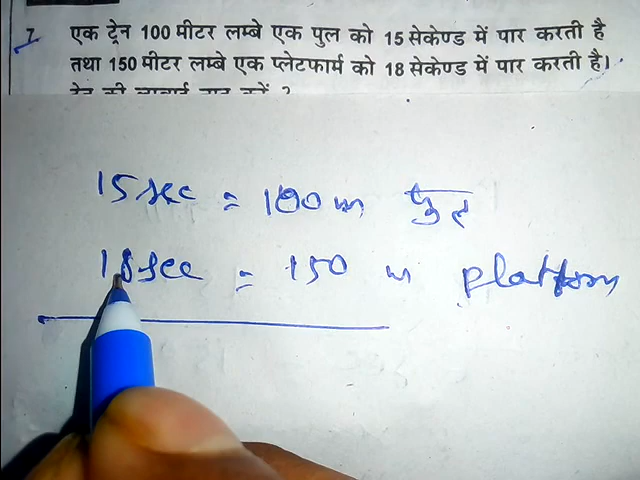 एक ट्रेन 100 मीटर लम्बे एक पुल को 15 सेकेण्ड में पार करती है
तथा 150 मीटर लम्बे एक प्लेटफार्म को 18 सेकेण्ड में पार करती है।
15 sec = 100 m पुल
18 sec = 150 m platform